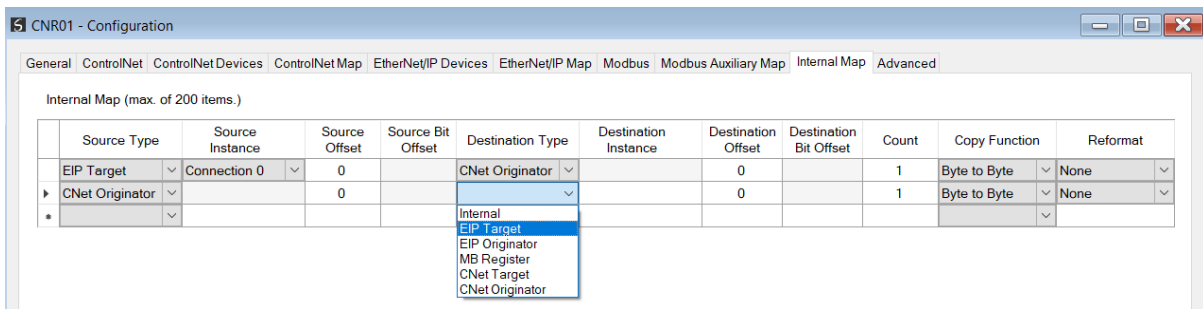 CNR01 - Configuration
General ControlNet ControlNet Devices ControlNet Map EtherNet/IP Devices EtherNet/IP Map Modbus Modbus Auxiliary Map Internal Map Advanced
Internal Map (max. of 200 items.)
Source Type Source Instance Source Offset Source Bit Offset Destination Type Destination Instance Destination Offset Destination Bit Offset Count Copy Function Reformat
EIP Target Connection 0 0 CNet Originator 0 1 Byte to Byte None
CNet Originator 0 0 1 Byte to Byte None
Internal
EIP Target
EIP Originator
MB Register
CNet Target
CNet Originator